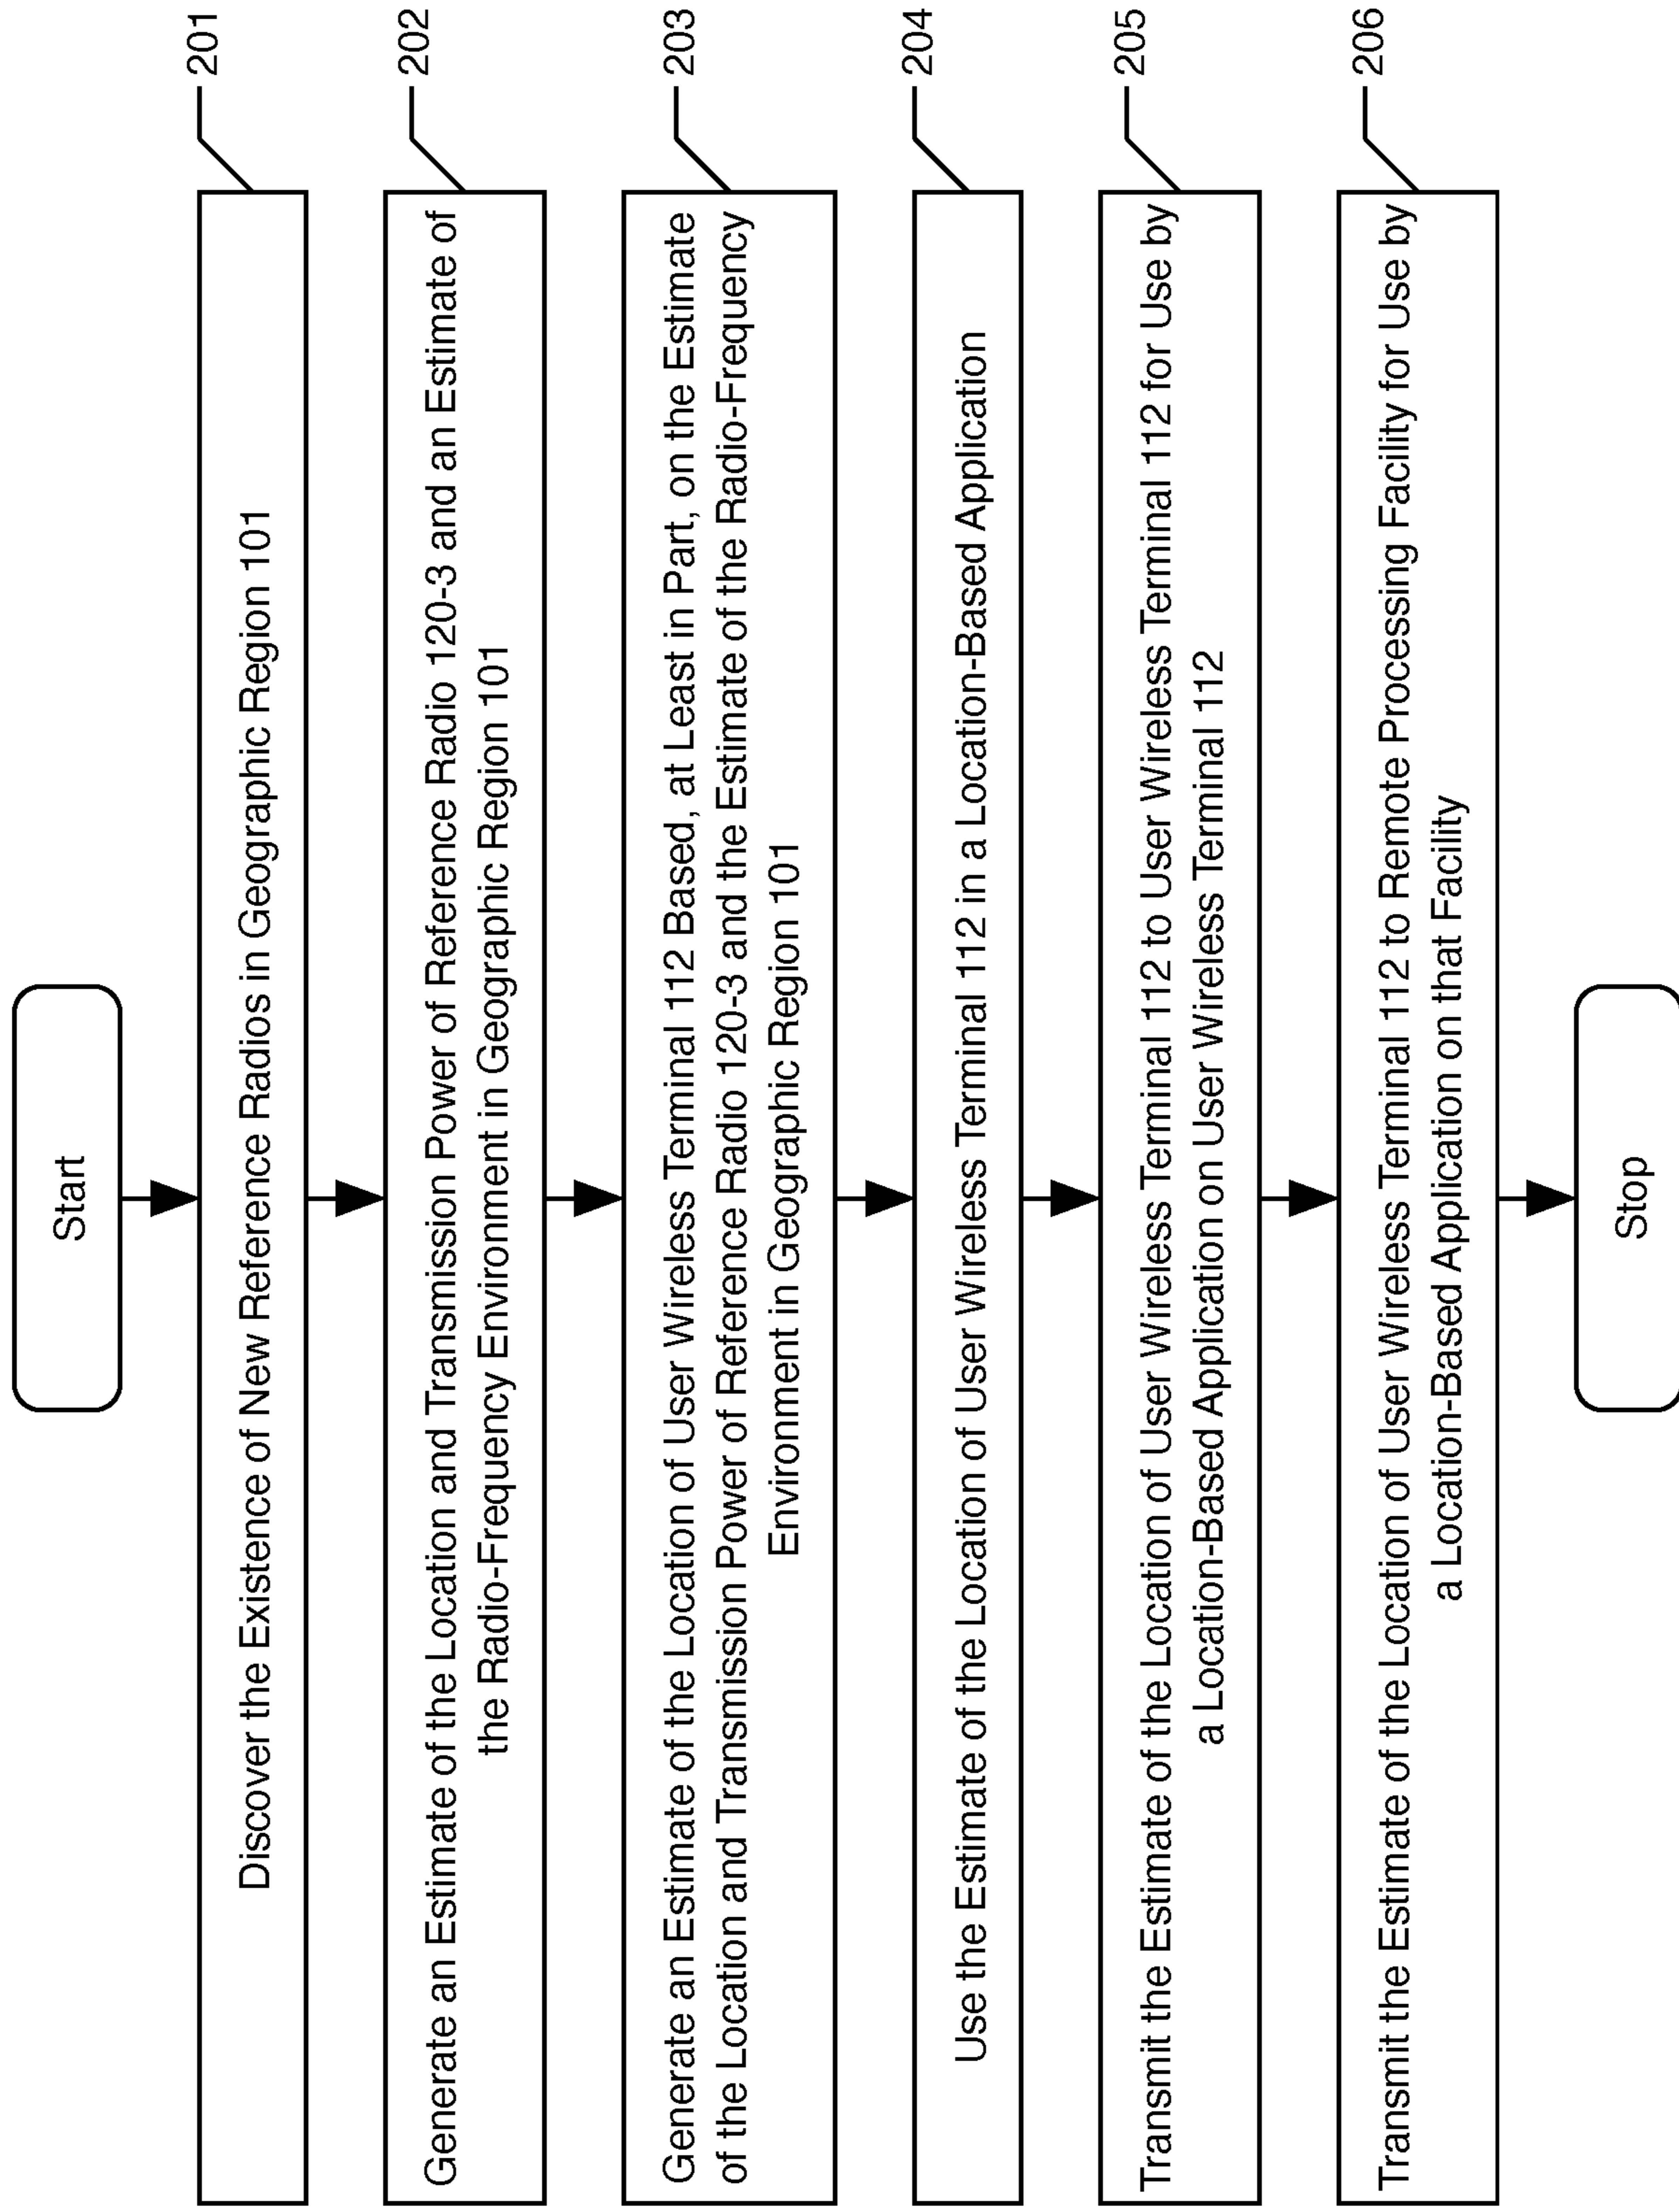 Start
201
Discover the Existence of New Reference Radios in Geographic Region 101
202
Generate an Estimate of the Location and Transmission Power of Reference Radio 120-3 and an Estimate of
the Radio-Frequency Environment in Geographic Region 101
203
Generate an Estimate of the Location of User Wireless Terminal 112 Based, at Least in Part, on the Estimate
of the Location and Transmission Power of Reference Radio 120-3 and the Estimate of the Radio-Frequency
Environment in Geographic Region 101
204
Use the Estimate of the Location of User Wireless Terminal 112 in a Location-Based Application
205
Transmit the Estimate of the Location of User Wireless Terminal 112 to User Wireless Terminal 112 for Use by
a Location-Based Application on User Wireless Terminal 112
206
Transmit the Estimate of the Location of User Wireless Terminal 112 to Remote Processing Facility for Use by
a Location-Based Application on that Facility
Stop